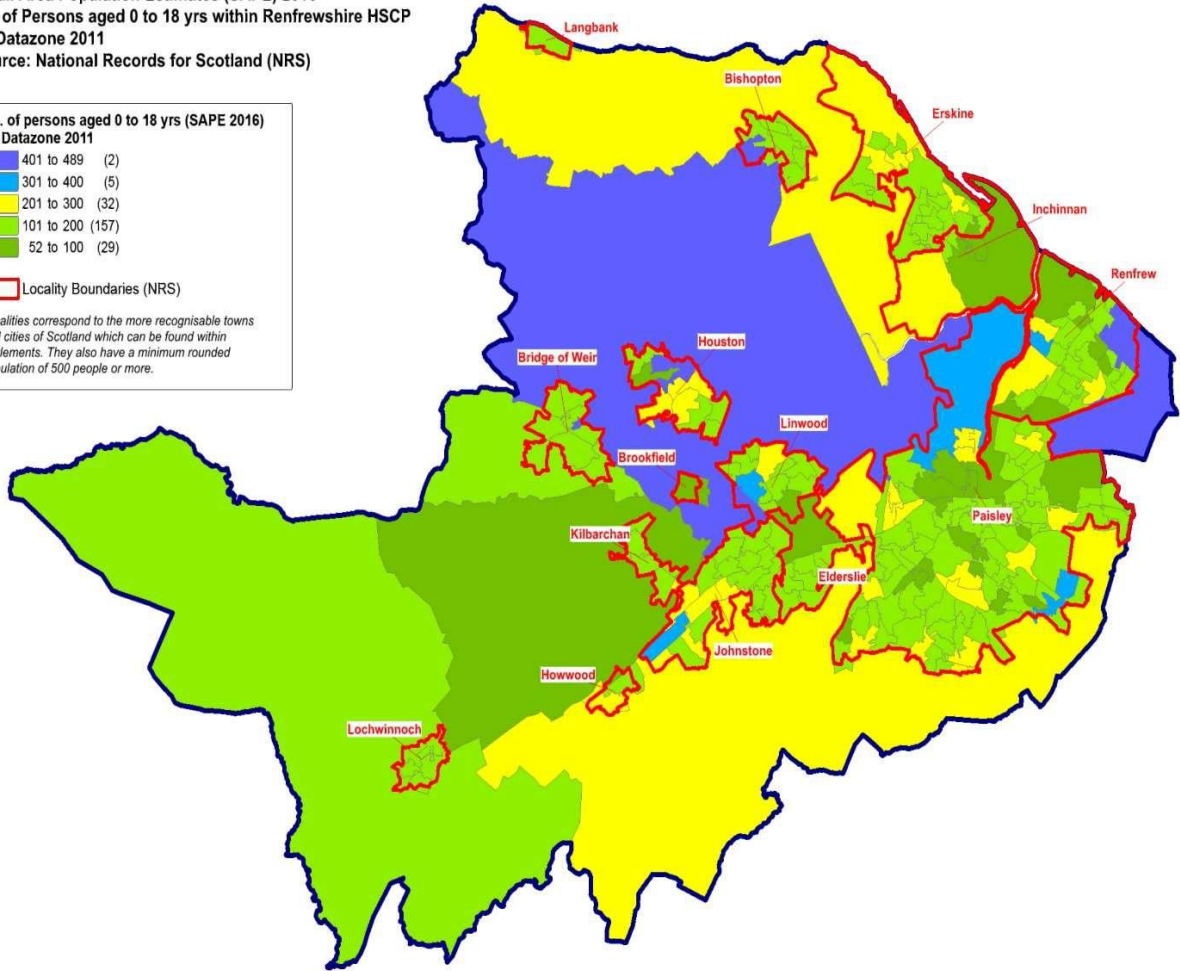 of Persons aged 0 to 18 yrs within Renfrewshire HSCP
Datazone 2011
National Records for Scotland (NRS)
of persons aged 0 to 18 yrs (SAPE 2016)
Datazone 2011
401 to 489 (2)
301 to 400 (5)
201 to 300 (32)
101 to 200 (157)
52 to 100 (29)
Locality Boundaries (NRS)
correspond to the more recognisable towns
cities of Scotland which can be found within
They also have a minimum rounded
of 500 people or more.
Langbank
Bishopton
Erskine
Inchinnan
Renfrew
Houston
Bridge of Weir
Linwood
Brookfield
Paisley
Kilbarchan
Elderslie
Johnstone
Howwood
Lochwinnoch